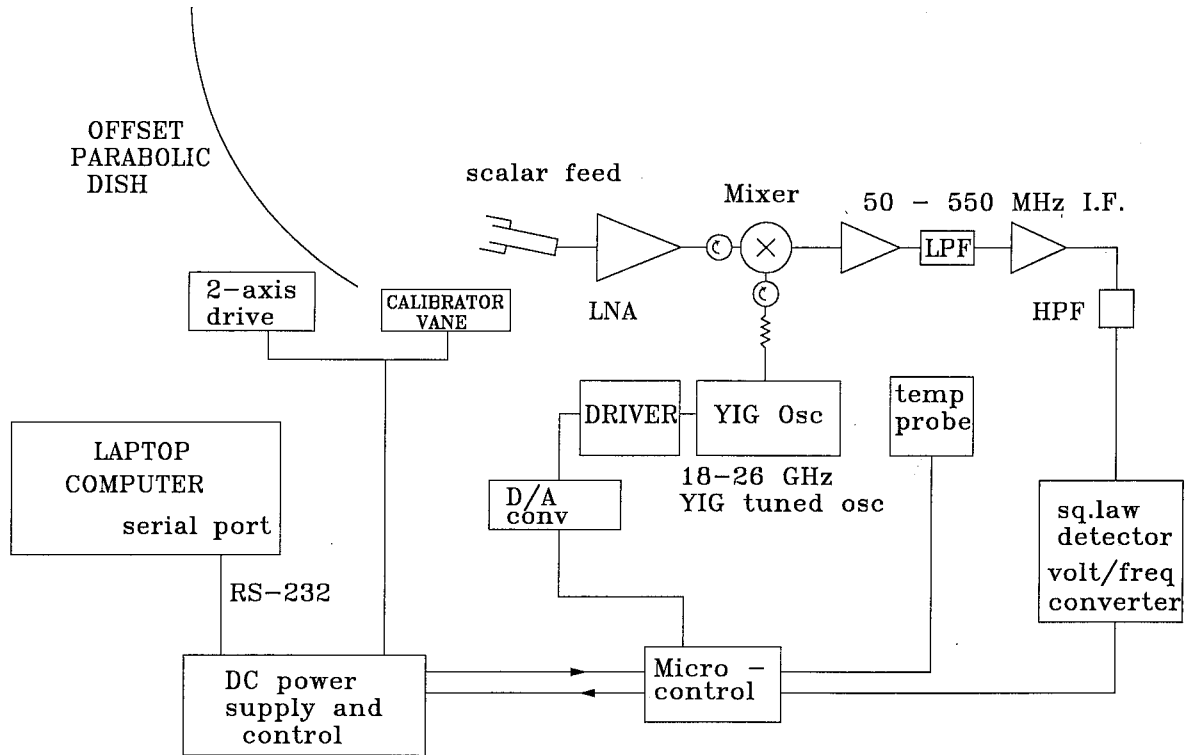 OFFSET
PARABOLIC
DISH
scalar feed
Mixer
50 - 550 MHz I.F.
LPF
2-axis
drive
CALIBRATOR
VANE
LNA
HPF
DRIVER
YIG Osc
temp
probe
LAPTOP
COMPUTER
serial port
18-26 GHz
YIG tuned osc
D/A
conv
sq.law
detector
volt/freq
converter
RS-232
DC power
supply and
control
Micro -
control